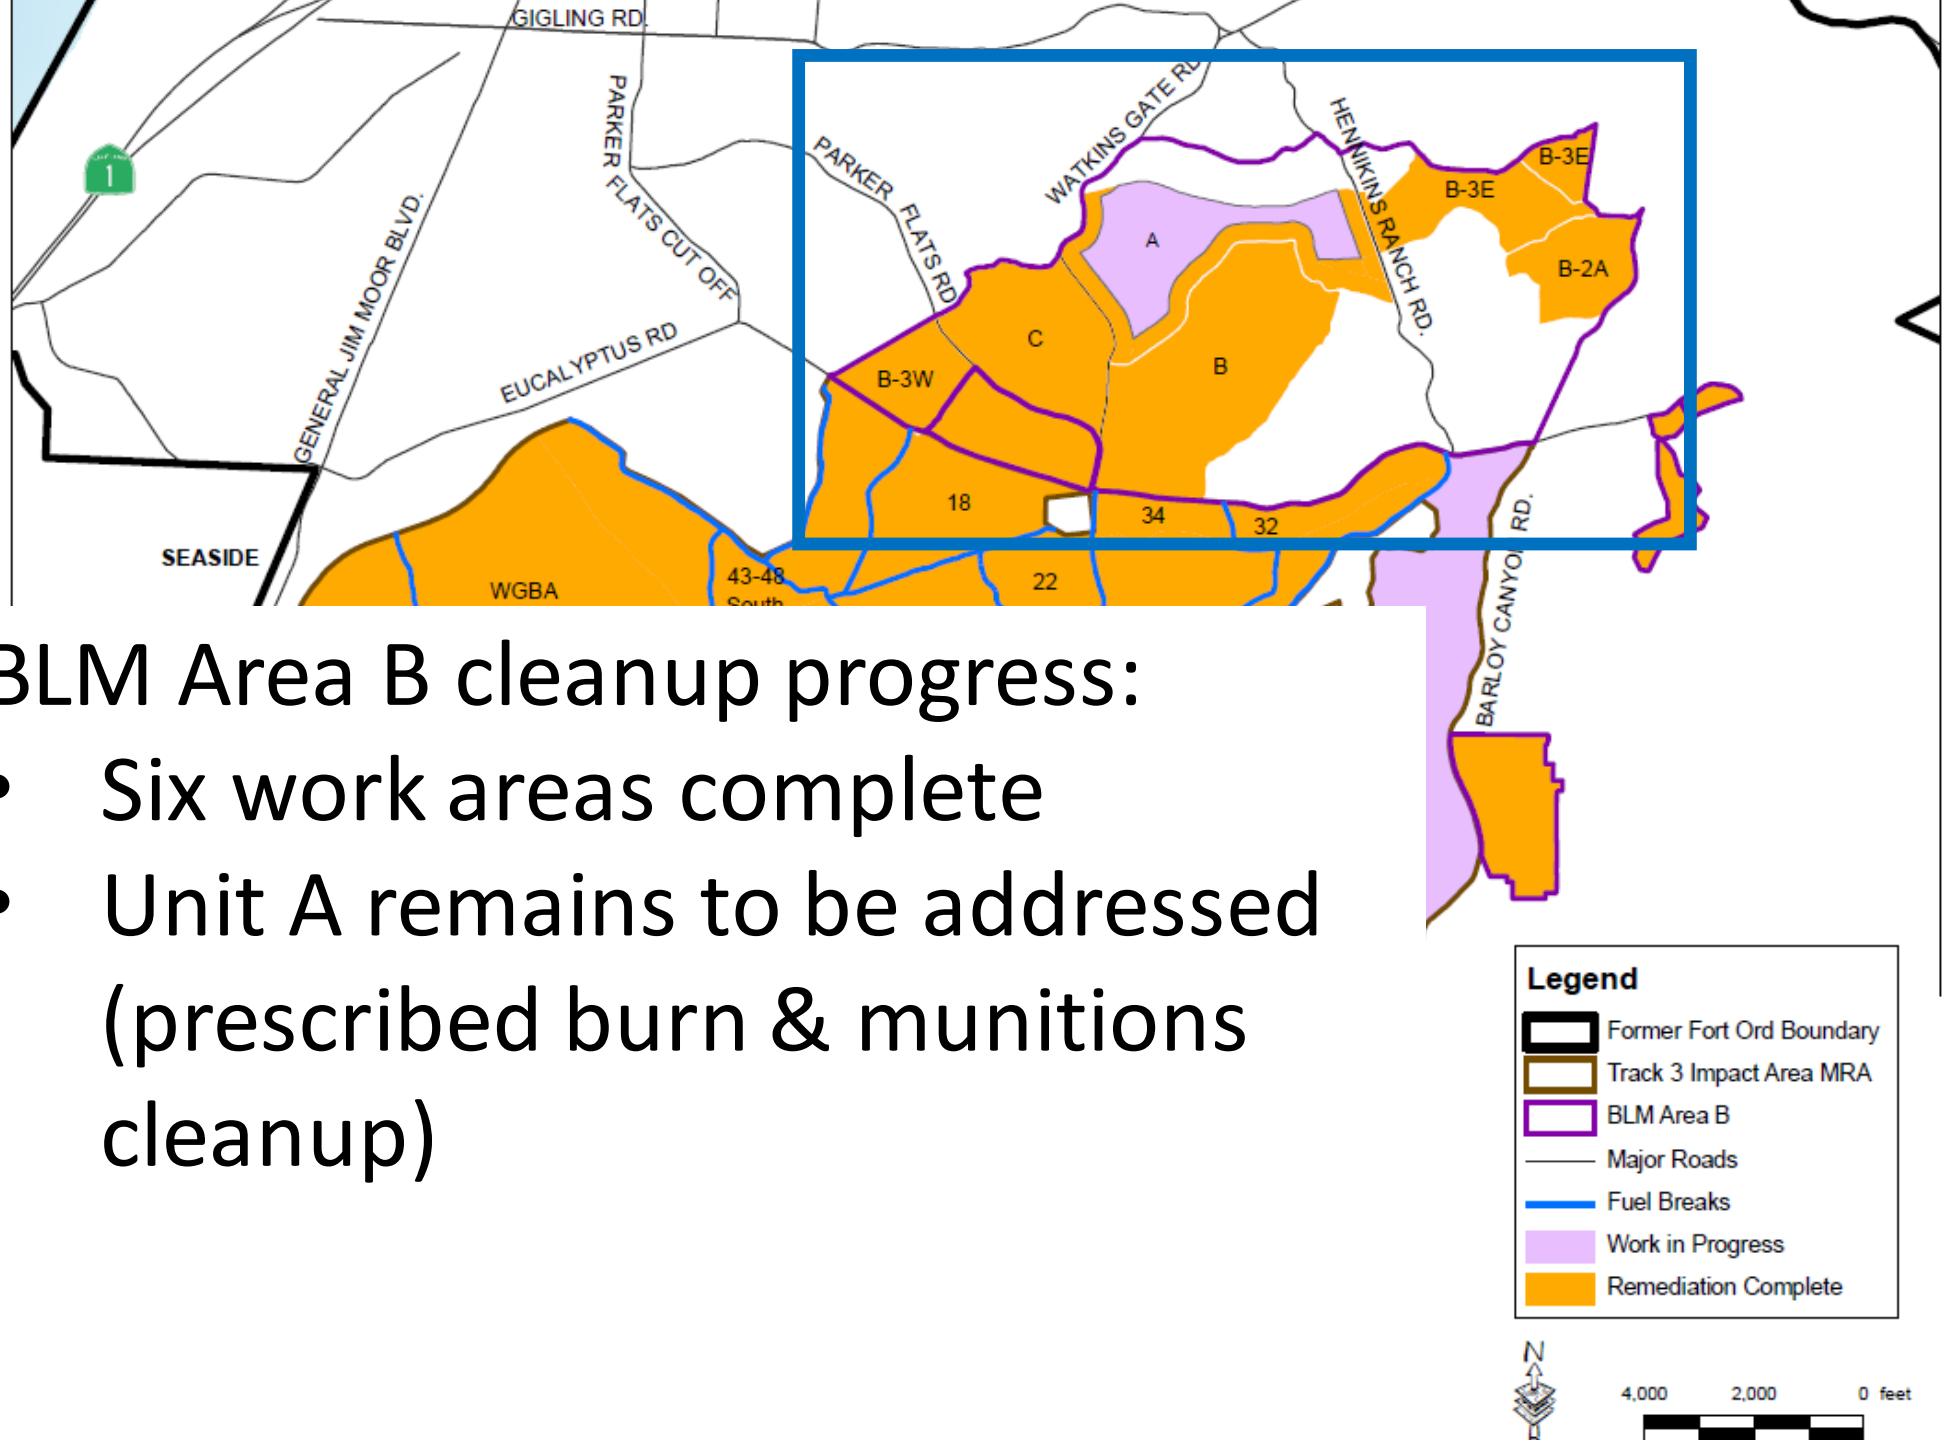 GIGLING RD.
1
PARKER FLATS CUT OFF
PARKER FLATS RD.
WATKINS GATE RD.
HENNIKINS RANCH RD.
GENERAL JIM MOOR BLVD.
EUCALYPTUS RD
B-3E
B-3E
B-2A
A
C
B
B-3W
18
34
32
SEASIDE
WGBA
43-48
South
22
BARLOY CANYON RD.
BLM Area B cleanup progress:
• Six work areas complete
• Unit A remains to be addressed
(prescribed burn & munitions
cleanup)
Legend
Former Fort Ord Boundary
Track 3 Impact Area MRA
BLM Area B
Major Roads
Fuel Breaks
Work in Progress
Remediation Complete
N
4,000 2,000 0 feet